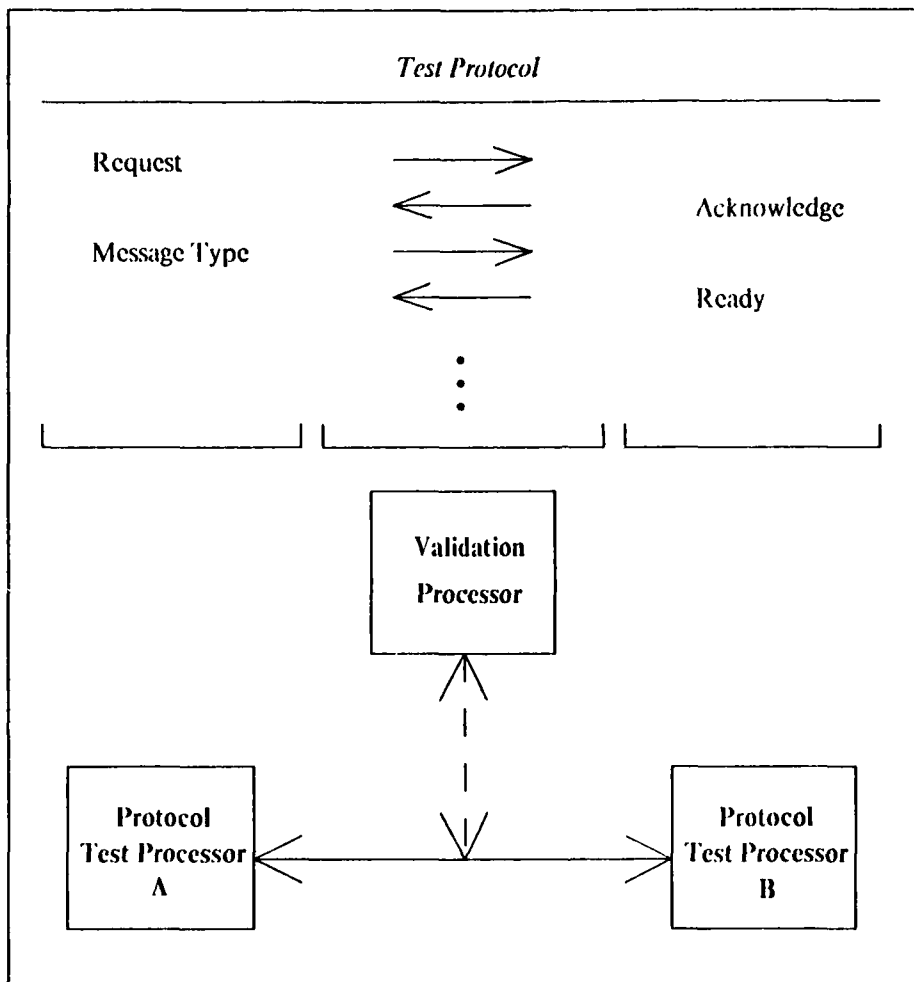 Test Protocol
Request
Acknowledge
Message Type
Ready
Validation
Processor
Protocol
Test Processor
A
Protocol
Test Processor
B